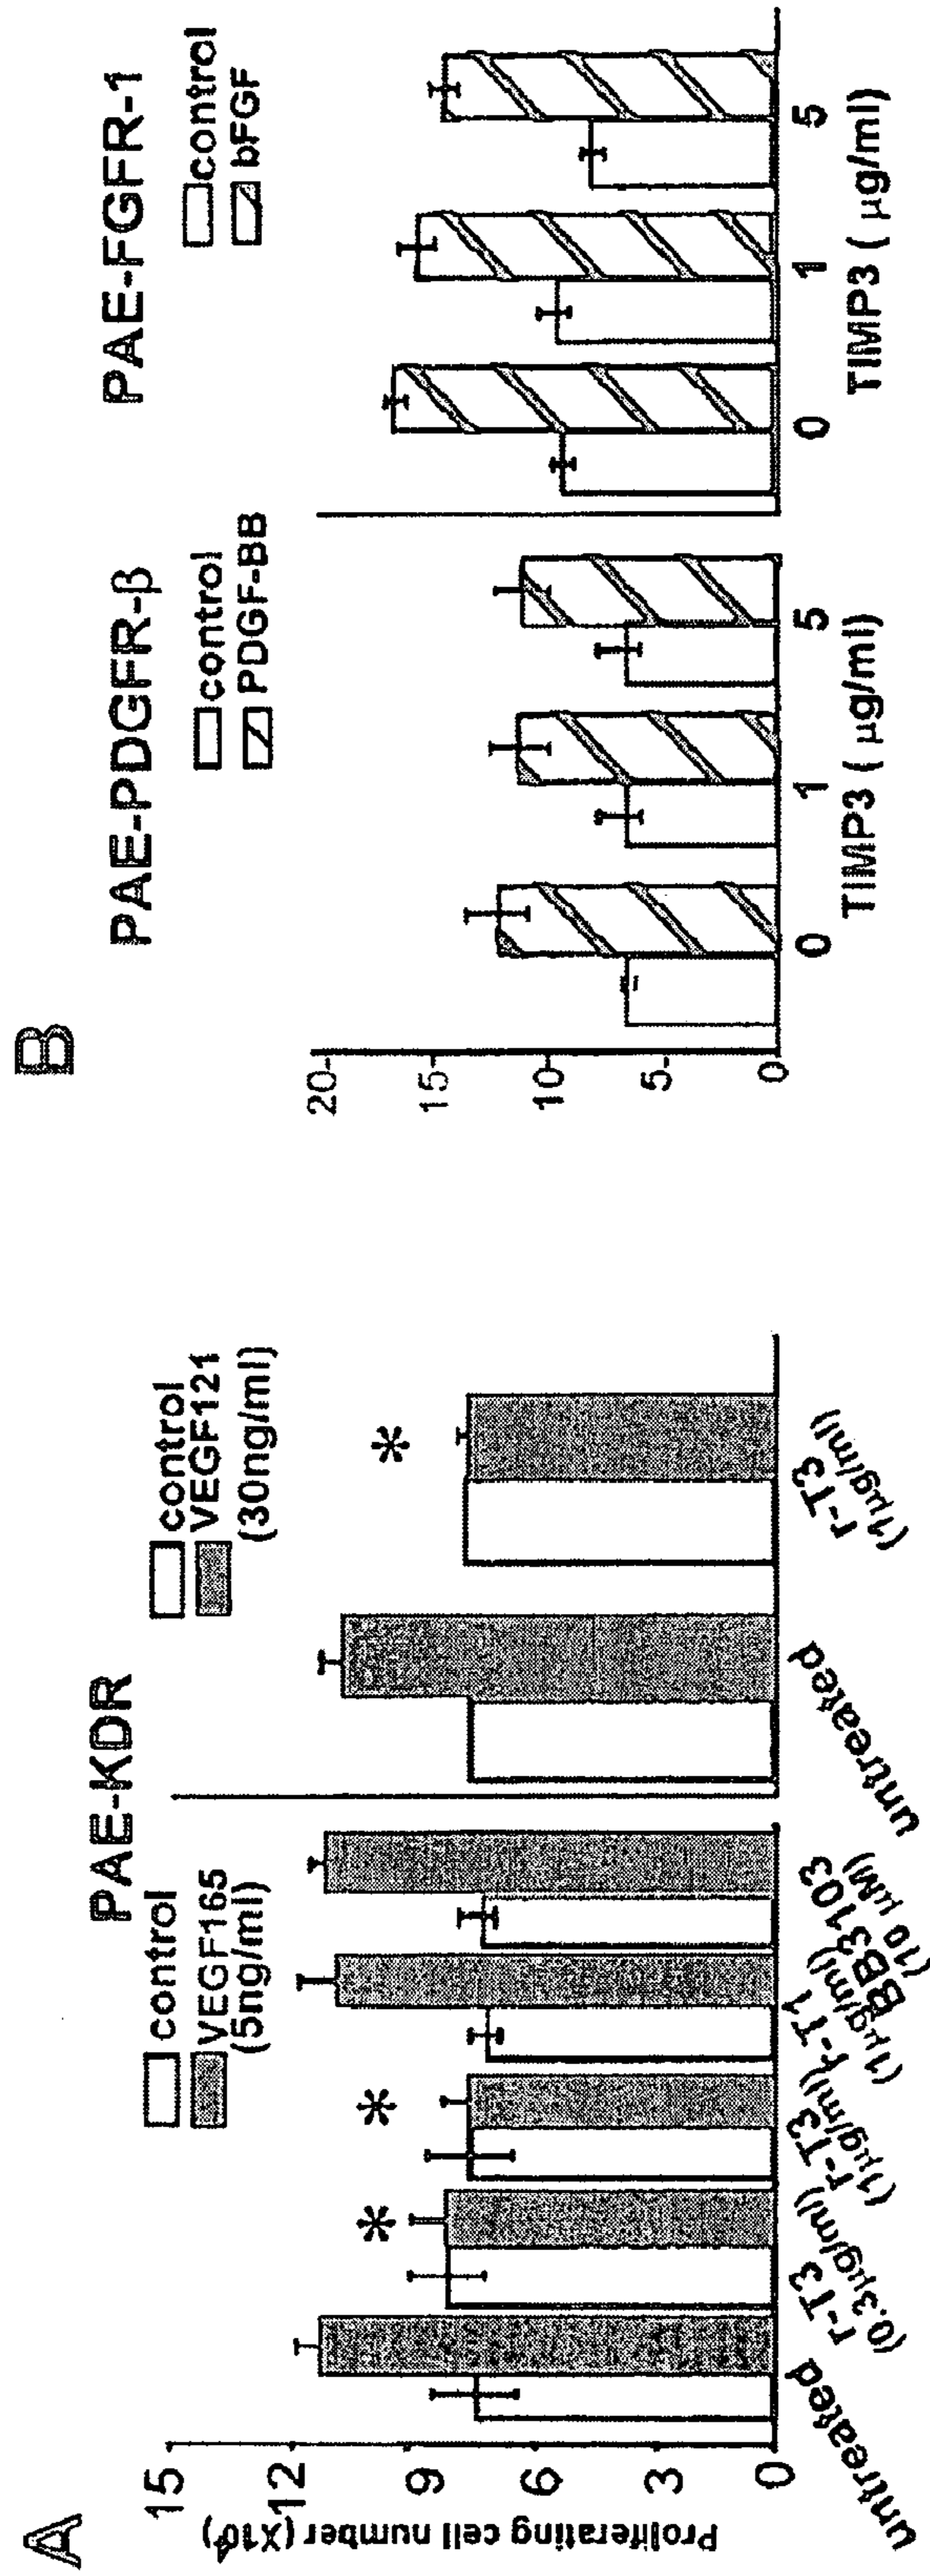 A
PAE-KDR
control
VEGF165
(5ng/ml)
control
VEGF121
(30ng/ml)
Proliferating cell number (X10⁴)
15
12
9
6
3
0
*
*
*
untreated
r-T3
(0.3μg/ml)
r-T3
(1μg/ml)
r-T1
(1μg/ml)
BB3103
(10 μM)
untreated
r-T3
(1μg/ml)
B
PAE-PDGFR-β
control
PDGF-BB
PAE-FGFR-1
control
bFGF
20
15
10
5
0
0
1
5
TIMP3 ( μg/ml)
0
1
5
TIMP3 ( μg/ml)